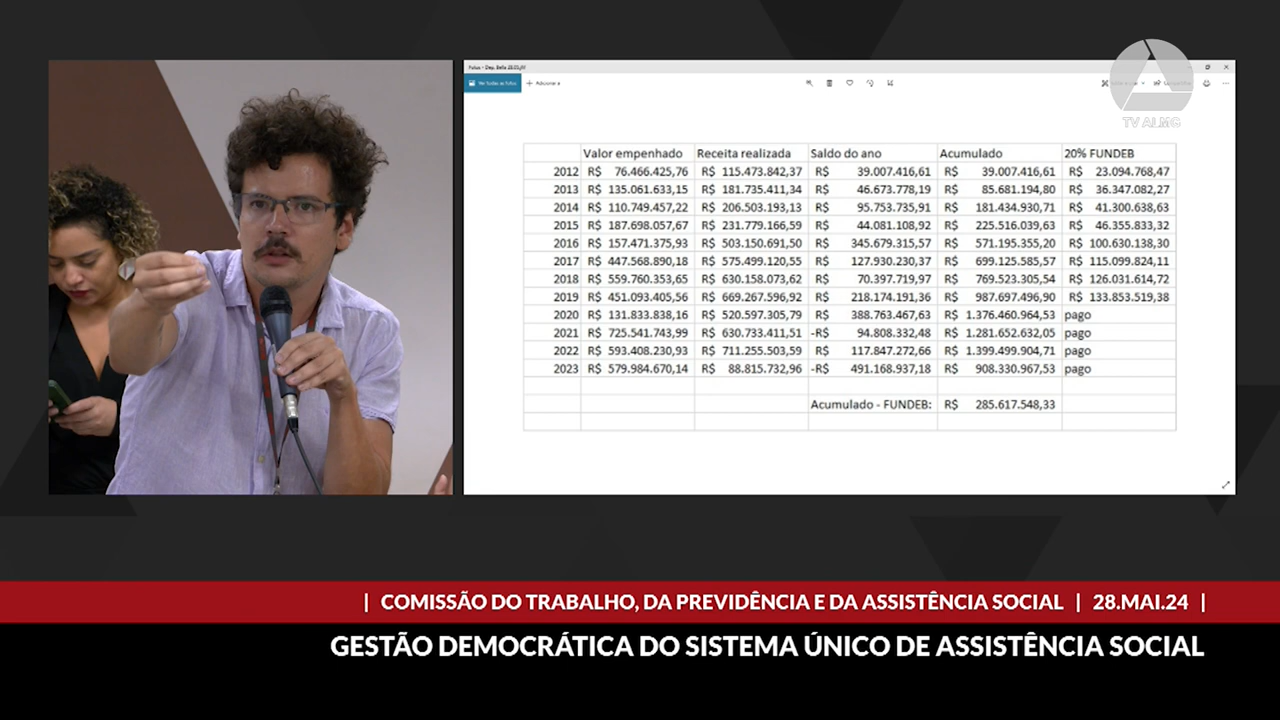 Fotos - Dep. Bella 28.01/#
Ver todas as fotos + Adicionar a
TV ALMG
Valor empenhado Receita realizada Saldo do ano Acumulado 20% FUNDEB
2012 R$ 76.466.425,76 R$ 115.473.842,37 R$ 39.007.416,61 R$ 39.007.416,61 R$ 23.094.768,47
2013 R$ 135.061.633,15 R$ 181.735.411,34 R$ 46.673.778,19 R$ 85.681.194,80 R$ 36.347.082,27
2014 R$ 110.749.457,22 R$ 206.503.193,13 R$ 95.753.735,91 R$ 181.434.930,71 R$ 41.300.638,63
2015 R$ 187.698.057,67 R$ 231.779.166,59 R$ 44.081.108,92 R$ 225.516.039,63 R$ 46.355.833,32
2016 R$ 157.471.375,93 R$ 503.150.691,50 R$ 345.679.315,57 R$ 571.195.355,20 R$ 100.630.138,30
2017 R$ 447.568.890,18 R$ 575.499.120,55 R$ 127.930.230,37 R$ 699.125.585,57 R$ 115.099.824,11
2018 R$ 559.760.353,65 R$ 630.158.073,62 R$ 70.397.719,97 R$ 769.523.305,54 R$ 126.031.614,72
2019 R$ 451.093.405,56 R$ 669.267.596,92 R$ 218.174.191,36 R$ 987.697.496,90 R$ 133.853.519,38
2020 R$ 131.833.838,16 R$ 520.597.305,79 R$ 388.763.467,63 R$ 1.376.460.964,53 pago
2021 R$ 725.541.743,99 R$ 630.733.411,51 -R$ 94.808.332,48 R$ 1.281.652.632,05 pago
2022 R$ 593.408.230,93 R$ 711.255.503,59 R$ 117.847.272,66 R$ 1.399.499.904,71 pago
2023 R$ 579.984.670,14 R$ 88.815.732,96 -R$ 491.168.937,18 R$ 908.330.967,53 pago
Acumulado - FUNDEB: R$ 285.617.548,33
| COMISSÃO DO TRABALHO, DA PREVIDÊNCIA E DA ASSISTÊNCIA SOCIAL | 28.MAI.24 |
GESTÃO DEMOCRÁTICA DO SISTEMA ÚNICO DE ASSISTÊNCIA SOCIAL